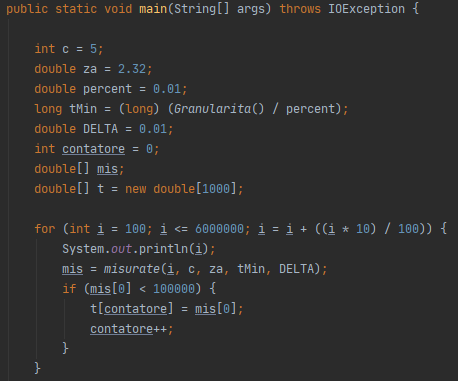 public static void main(String[] args) throws IOException {
int c = 5;
double za = 2.32;
double percent = 0.01;
long tMin = (long) (Granularita() / percent);
double DELTA = 0.01;
int contatore = 0;
double[] mis;
double[] t = new double[1000];
for (int i = 100; i <= 6000000; i = i + ((i * 10) / 100)) {
System.out.println(i);
mis = misurate(i, c, za, tMin, DELTA);
if (mis[0] < 100000) {
t[contatore] = mis[0];
contatore++;
}
}